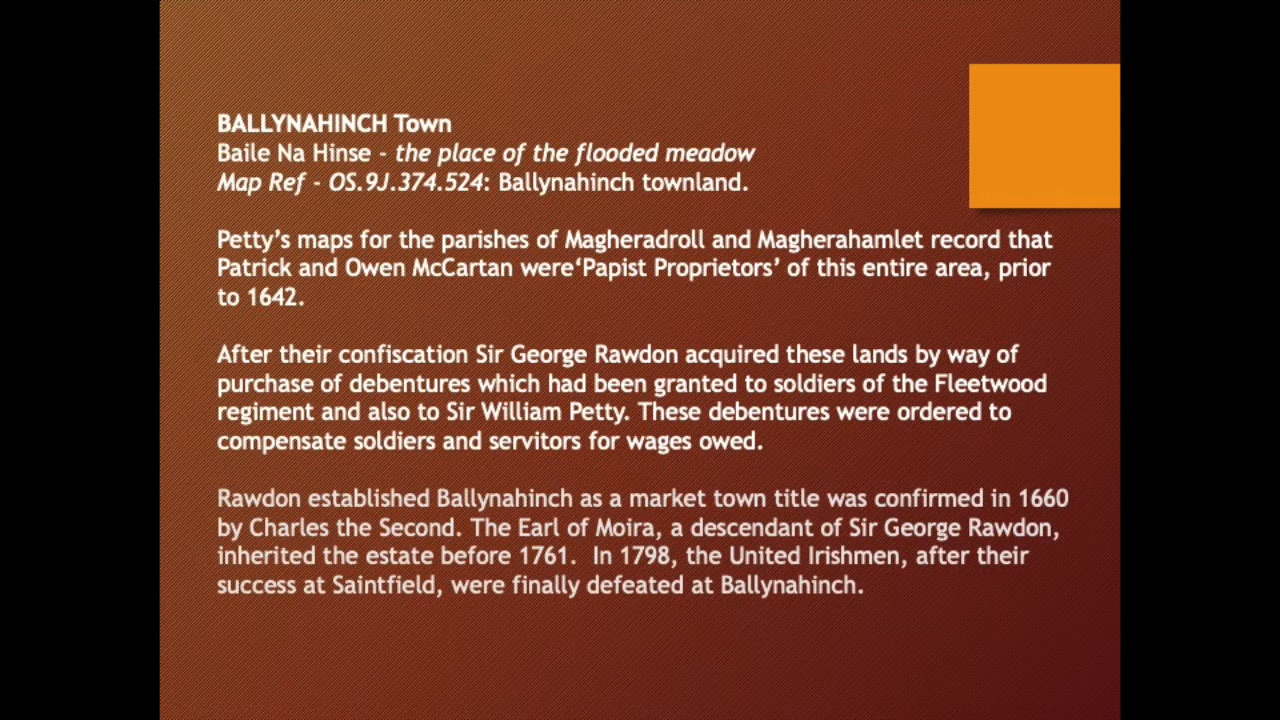 BALLYNAHINCH Town
Baile Na Hinse - the place of the flooded meadow
Map Ref - OS.9J.374.524: Ballynahinch townland.
Petty’s maps for the parishes of Magheradroll and Magherahamlet record that
Patrick and Owen McCartan were‘Papist Proprietors’ of this entire area, prior
to 1642.
After their confiscation Sir George Rawdon acquired these lands by way of
purchase of debentures which had been granted to soldiers of the Fleetwood
regiment and also to Sir William Petty. These debentures were ordered to
compensate soldiers and servitors for wages owed.
Rawdon established Ballynahinch as a market town title was confirmed in 1660
by Charles the Second. The Earl of Moira, a descendant of Sir George Rawdon,
inherited the estate before 1761.  In 1798, the United Irishmen, after their
success at Saintfield, were finally defeated at Ballynahinch.